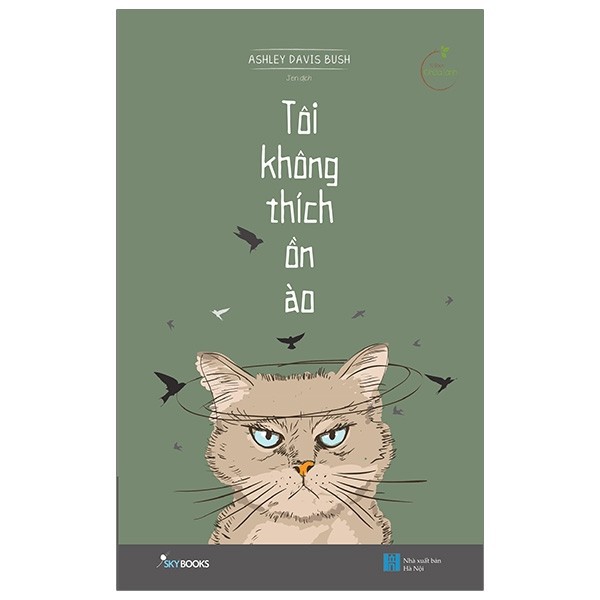 ASHLEY DAVIS BUSH
Jen dịch
Tôi
không
thích
ồn
ào
SKYBOOKS
Nhà xuất bản
Hà Nội